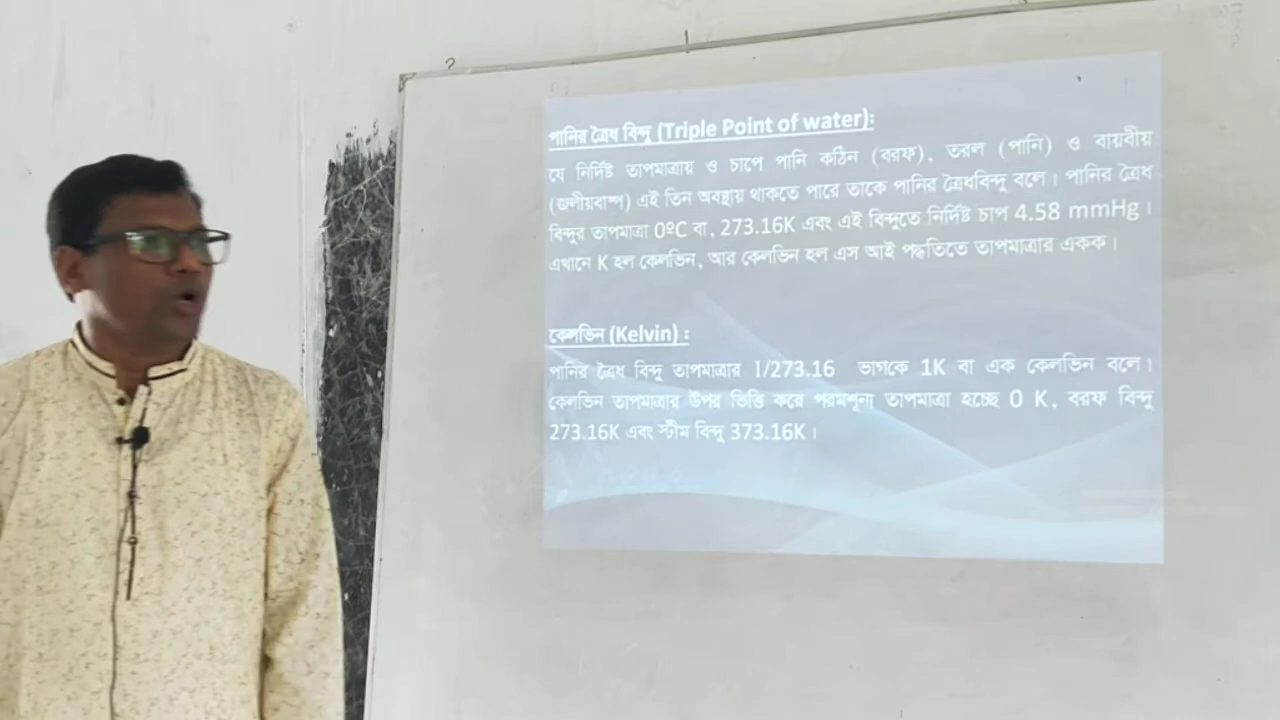 পানির ত্রৈধ বিন্দু (Triple Point of water):
যে নির্দিষ্ট তাপমাত্রায় ও চাপে পানি কঠিন (বরফ), তরল (পানি) ও বায়বীয়
(জলীয়বাষ্প) এই তিন অবস্থায় থাকতে পারে তাকে পানির ত্রৈধবিন্দু বলে। পানির ত্রৈধ
বিন্দুর তাপমাত্রা 0ºC বা, 273.16K এবং এই বিন্দুতে নির্দিষ্ট চাপ 4.58 mmHg।
এখানে K হল কেলভিন, আর কেলভিন হল এস আই পদ্ধতিতে তাপমাত্রার একক।
কেলভিন (Kelvin) :
পানির ত্রৈধ বিন্দু তাপমাত্রার 1/273.16 ভাগকে 1K বা এক কেলভিন বলে।
কেলভিন তাপমাত্রার উপর ভিত্তি করে পরমশূন্য তাপমাত্রা হচ্ছে 0 K, বরফ বিন্দু
273.16K এবং স্টীম বিন্দু 373.16K।